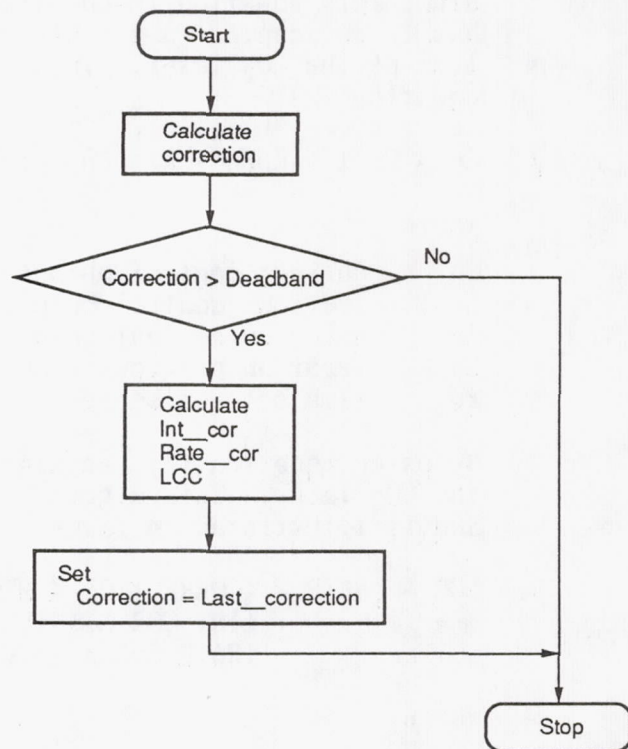 Start
Calculate
correction
Correction > Deadband
No
Yes
Calculate
Int__cor
Rate__cor
LCC
Set
Correction = Last__correction
Stop